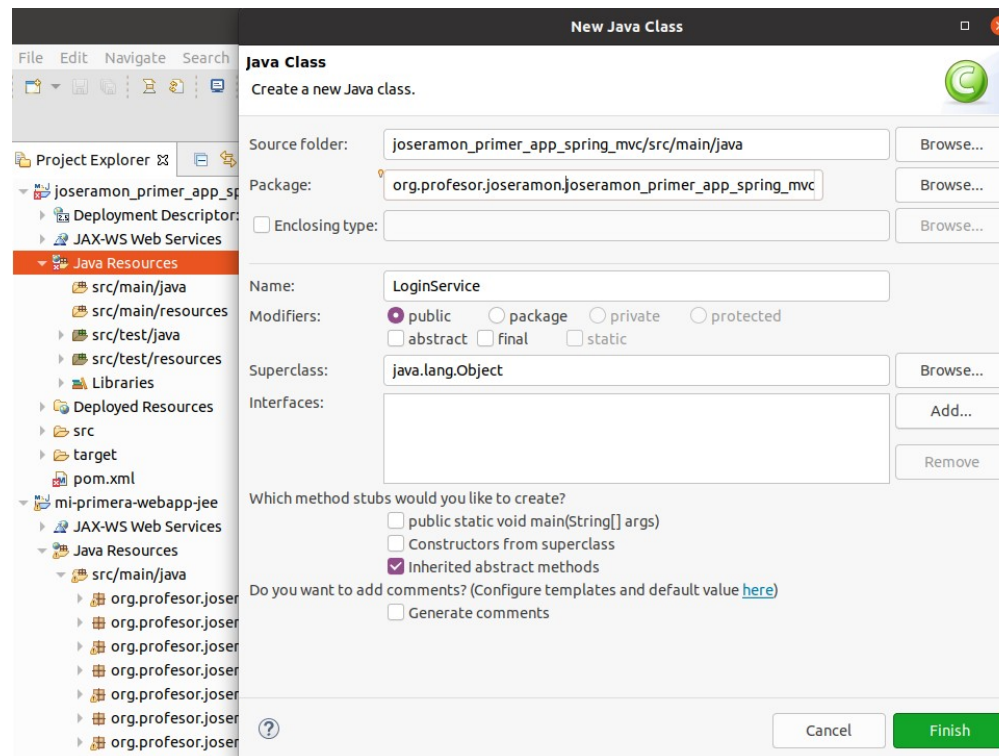 New Java Class
File Edit Navigate Search
Java Class
Create a new Java class.
Source folder: joseramon_primer_app_spring_mvc/src/main/java Browse...
Package: org.profesor.joseramon.joseramon_primer_app_spring_mvc Browse...
Enclosing type: Browse...
Name: LoginService
Modifiers: public package private protected
abstract final static
Superclass: java.lang.Object Browse...
Interfaces: Add...
Remove
Which method stubs would you like to create?
public static void main(String[] args)
Constructors from superclass
Inherited abstract methods
Do you want to add comments? (Configure templates and default value here)
Generate comments
Cancel Finish
Project Explorer
joseramon_primer_app_sp
Deployment Descriptor:
JAX-WS Web Services
Java Resources
src/main/java
src/main/resources
src/test/java
src/test/resources
Libraries
Deployed Resources
src
target
pom.xml
mi-primera-webapp-jee
JAX-WS Web Services
Java Resources
src/main/java
org.profesor.joser
org.profesor.joser
org.profesor.joser
org.profesor.joser
org.profesor.joser
org.profesor.joser
org.profesor.joser